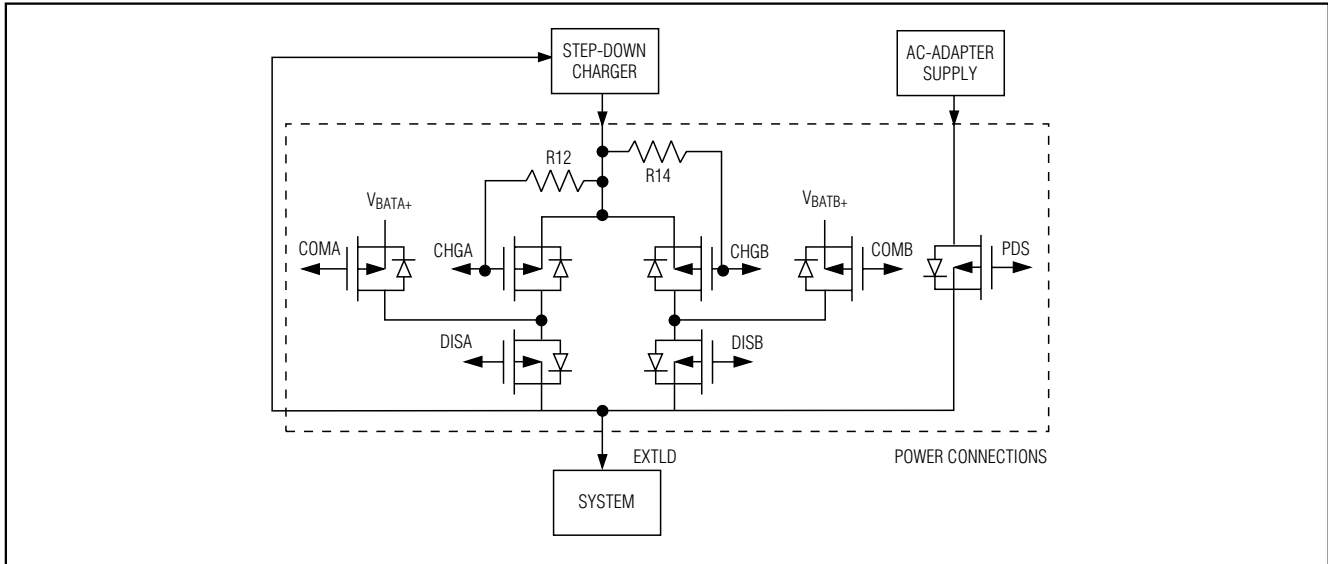 STEP-DOWN
CHARGER
AC-ADAPTER
SUPPLY
R12
R14
VBATA+
VBATB+
COMA
CHGA
CHGB
COMB
PDS
DISA
DISB
EXTLD
POWER CONNECTIONS
SYSTEM